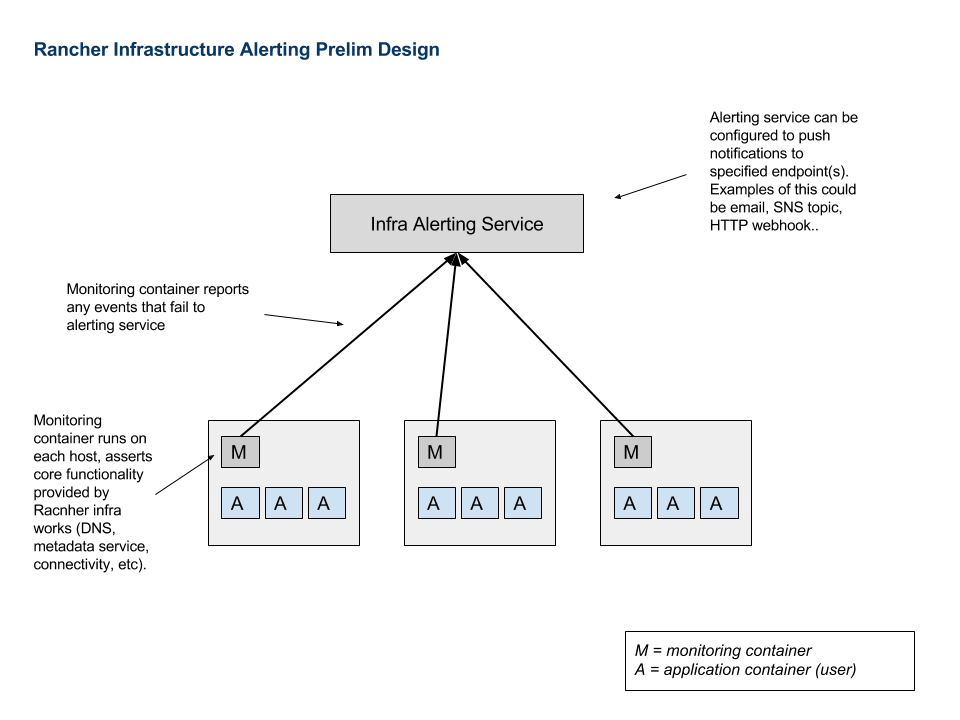 Rancher Infrastructure Alerting Prelim Design
Alerting service can be
configured to push
notifications to
specified endpoint(s).
Examples of this could
be email, SNS topic,
HTTP webhook..
Infra Alerting Service
Monitoring container reports
any events that fail to
alerting service
Monitoring
container runs on
each host, asserts
core functionality
provided by
Racnher infra
works (DNS,
metadata service,
connectivity, etc).
M M M
A A A A A A A A A
M = monitoring container
A = application container (user)